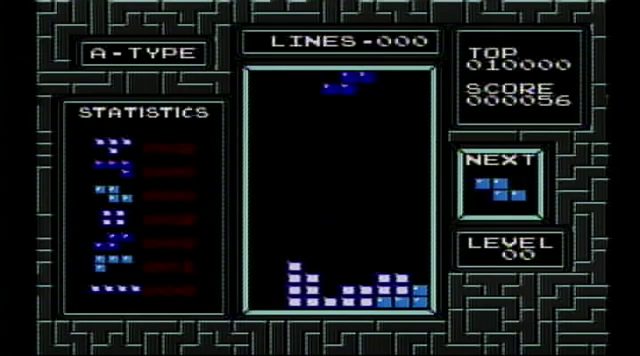 A-TYPE
LINES-000
TOP
010000
SCORE
000056
STATISTICS
NEXT
LEVEL
00